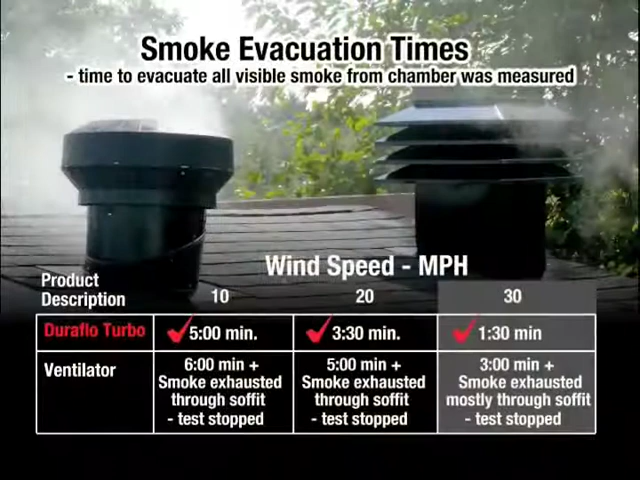 Smoke Evacuation Times
- time to evacuate all visible smoke from chamber was measured
Wind Speed - MPH
Product
Description
10
20
30
Duraflo Turbo
5:00 min.
3:30 min.
1:30 min
Ventilator
6:00 min +
Smoke exhausted
through soffit
- test stopped
5:00 min +
Smoke exhausted
through soffit
- test stopped
3:00 min +
Smoke exhausted
mostly through soffit
- test stopped